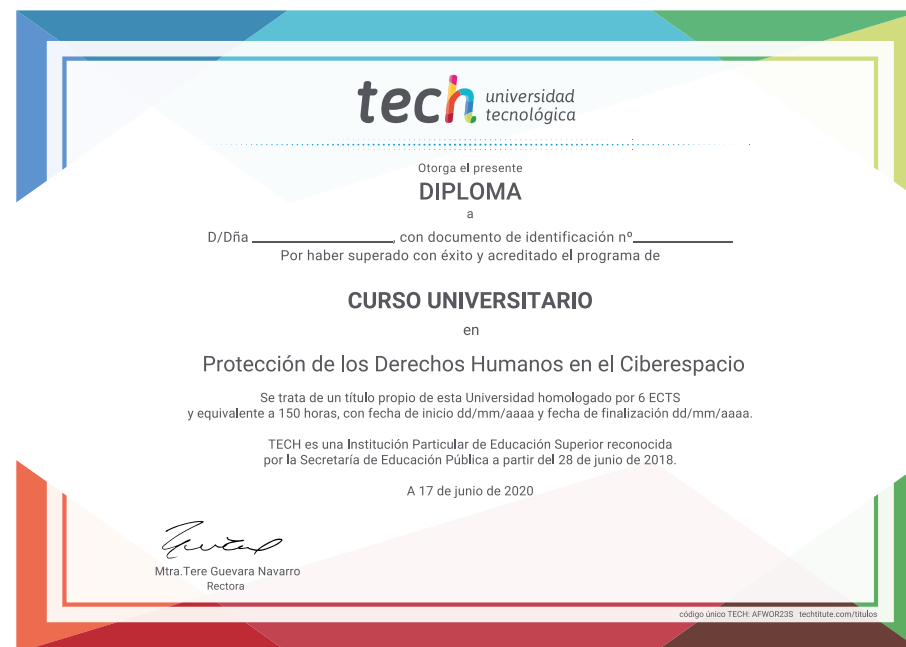 tech universidad
tecnológica
Otorga el presente
DIPLOMA
a
D/Dña ____________________, con documento de identificación nº______________
Por haber superado con éxito y acreditado el programa de
CURSO UNIVERSITARIO
en
Protección de los Derechos Humanos en el Ciberespacio
Se trata de un título propio de esta Universidad homologado por 6 ECTS
y equivalente a 150 horas, con fecha de inicio dd/mm/aaaa y fecha de finalización dd/mm/aaaa.
TECH es una Institución Particular de Educación Superior reconocida
por la Secretaría de Educación Pública a partir del 28 de junio de 2018.
A 17 de junio de 2020
Mtra.Tere Guevara Navarro
Rectora
código único TECH: AFWOR23S techtitute.com/titulos